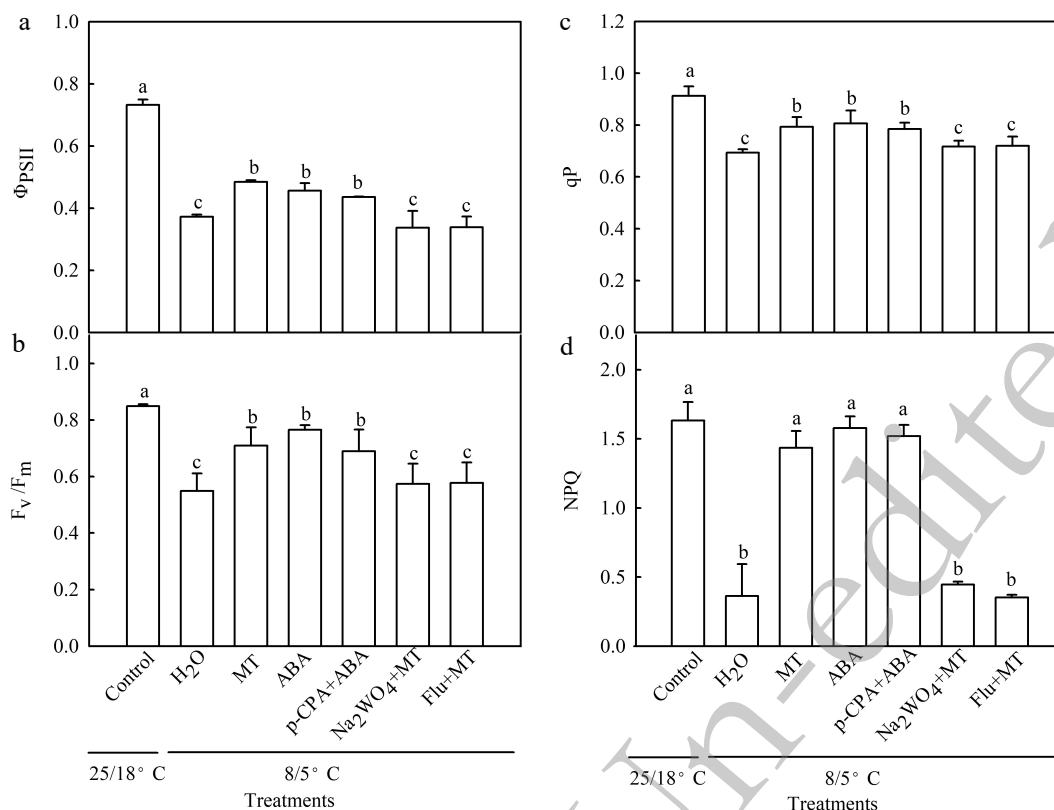 a
1.0
0.8
0.6
0.4
0.2
0.0
ΦPSII
a
c
b
b
b
c
c
c
1.2
1.0
0.8
0.6
0.4
0.2
0.0
qP
a
c
b
b
b
c
c
b
1.0
0.8
0.6
0.4
0.2
0.0
Fv/Fm
a
c
b
b
b
c
c
Control
H2O
MT
ABA
p-CPA+ABA
Na2WO4+MT
Flu+MT
25/18° C
8/5° C
Treatments
d
2.0
1.5
1.0
0.5
0.0
NPQ
a
b
a
a
a
b
b
Control
H2O
MT
ABA
p-CPA+ABA
Na2WO4+MT
Flu+MT
25/18° C
8/5° C
Treatments
Un-edite